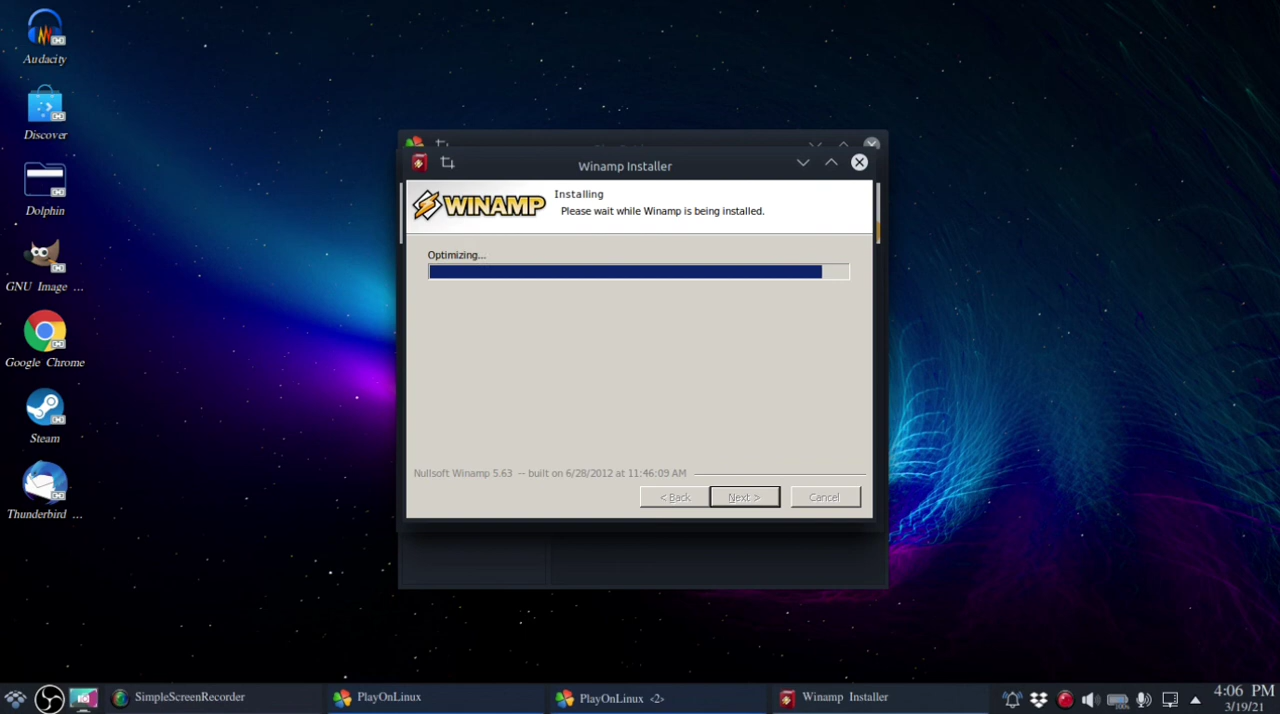 Audacity
Discover
Dolphin
GNU Image ...
Google Chrome
Steam
Thunderbird ...
Winamp Installer
WINAMP
Installing
Please wait while Winamp is being installed.
Optimizing...
Nullsoft Winamp 5.63 -- built on 6/28/2012 at 11:46:09 AM
< Back
Next >
Cancel
SimpleScreenRecorder
PlayOnLinux
PlayOnLinux <2>
Winamp Installer
4:06 PM
3/19/21